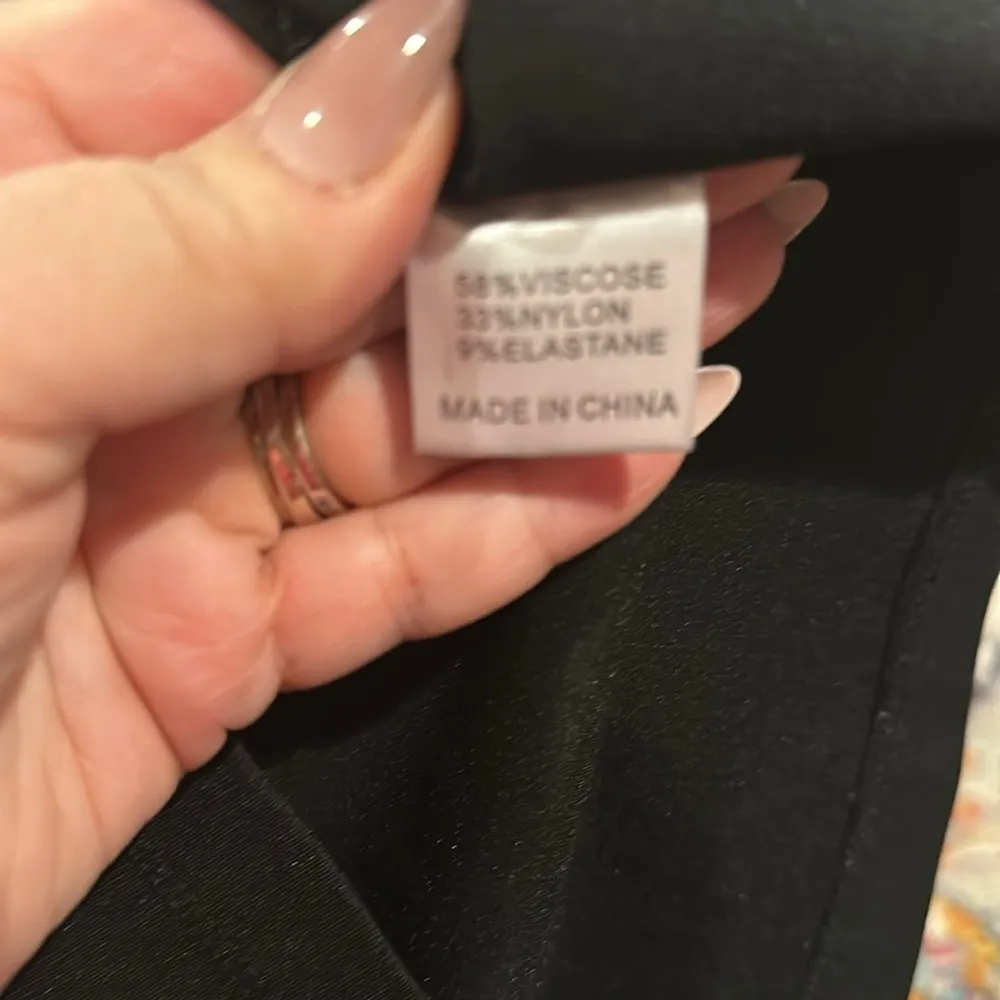 58%VISCOSE
33%NYLON
9%ELASTANE
MADE IN CHINA